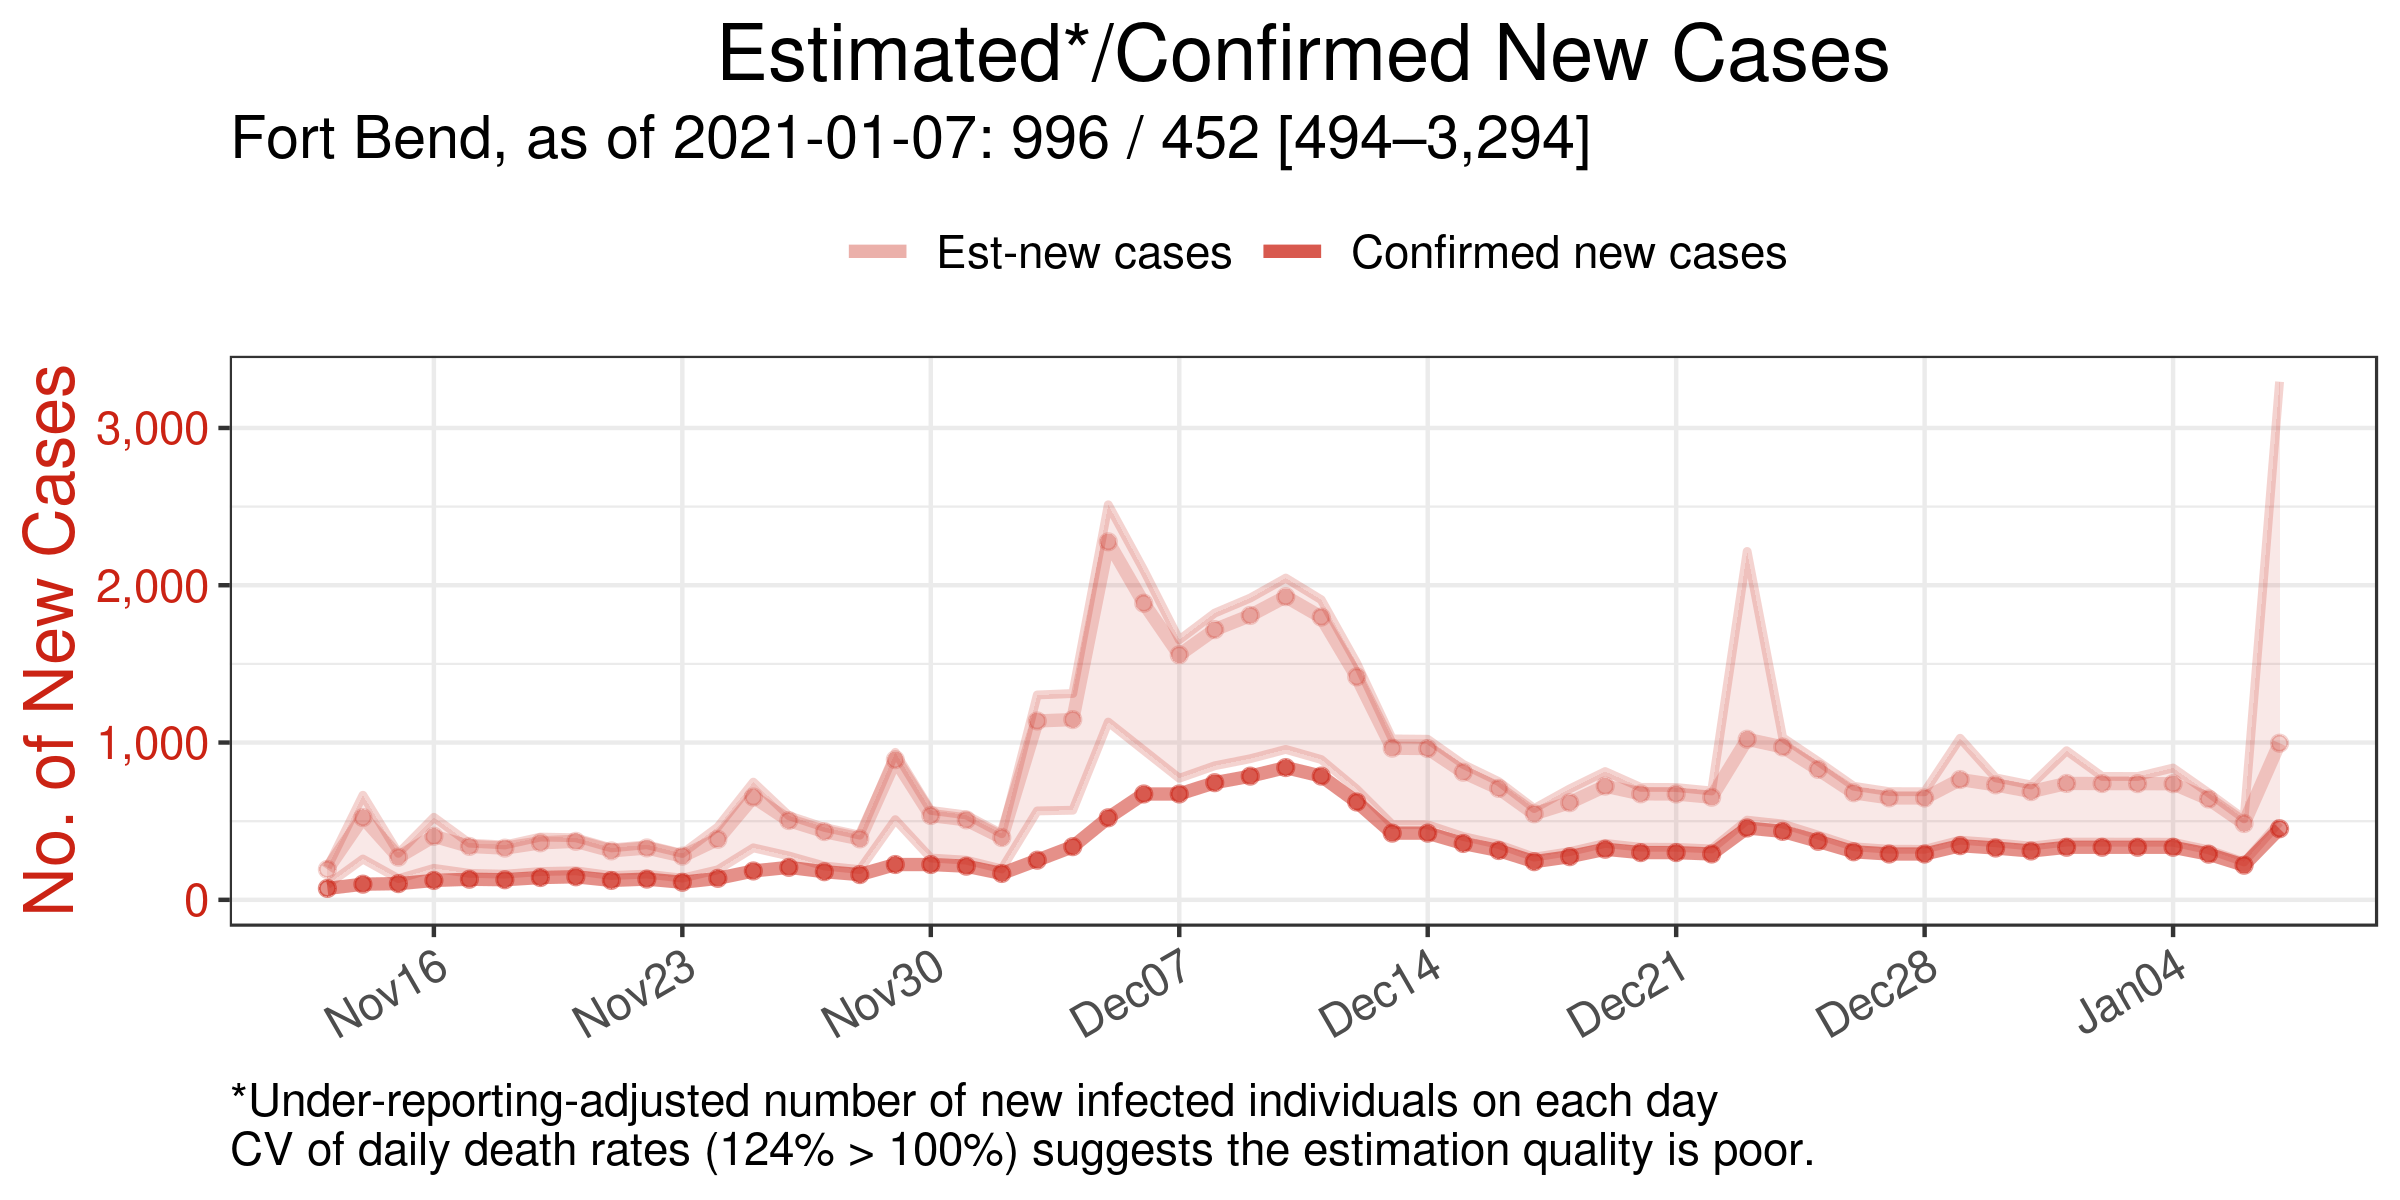 Estimated*/Confirmed New Cases
Fort Bend, as of 2021-01-07: 996 / 452 [494–3,294]
Est-new cases
Confirmed new cases
No. of New Cases
3,000
2,000
1,000
0
Nov16
Nov23
Nov30
Dec07
Dec14
Dec21
Dec28
Jan04
*Under-reporting-adjusted number of new infected individuals on each day
CV of daily death rates (124% > 100%) suggests the estimation quality is poor.